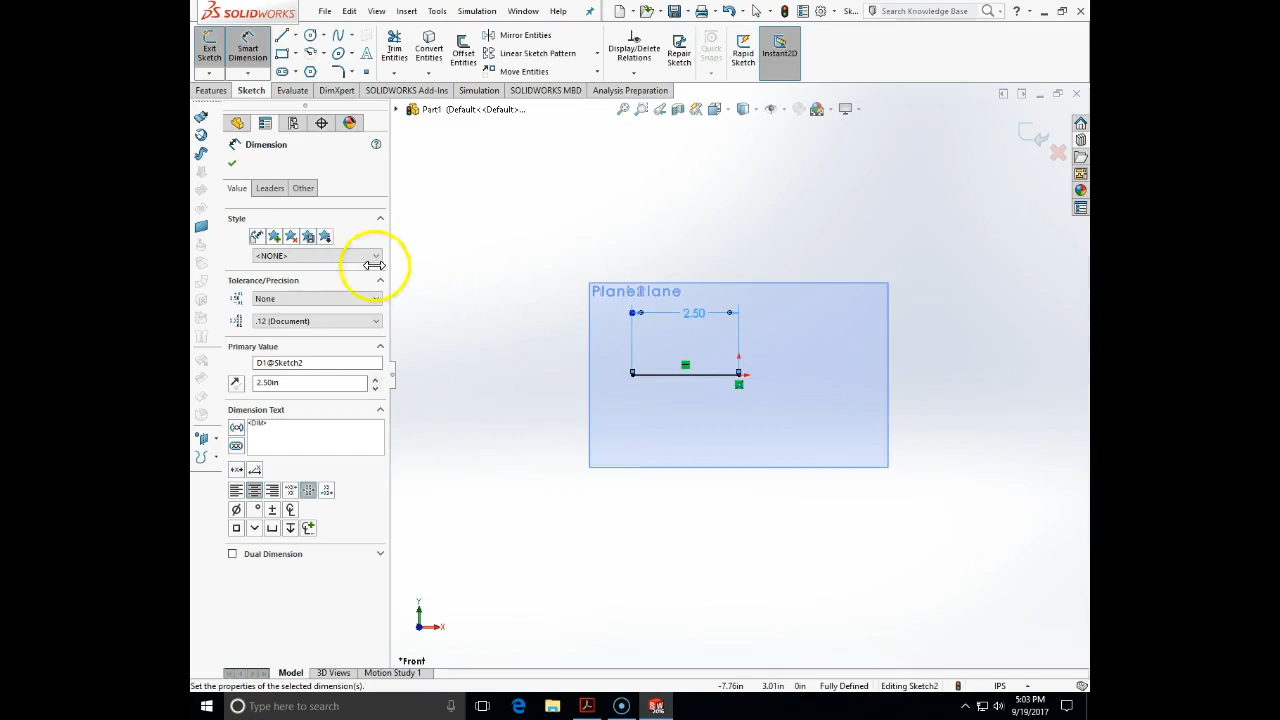 SOLIDWORKS File Edit View Insert Tools Simulation Window Help Sk... Search Knowledge Base ?
Exit Sketch Smart Dimension Trim Entities Convert Entities Offset Entities Mirror Entities Linear Sketch Pattern Move Entities Display/Delete Relations Repair Sketch Quick Snaps Rapid Sketch Instant2D
Features Sketch Evaluate DimXpert SOLIDWORKS Add-Ins Simulation SOLIDWORKS MBD Analysis Preparation
Part1 (Default<<Default>...
Dimension
Value Leaders Other
Style
<NONE>
Tolerance/Precision
None
.12 (Document)
Primary Value
D1@Sketch2
2.50in
Dimension Text
<DIM>
Dual Dimension
2.50
Y
X
*Front
Model 3D Views Motion Study 1
Set the properties of the selected dimension(s). -7.76in 3.01in 0in Fully Defined Editing Sketch2 IPS
Type here to search
5:03 PM
9/19/2017